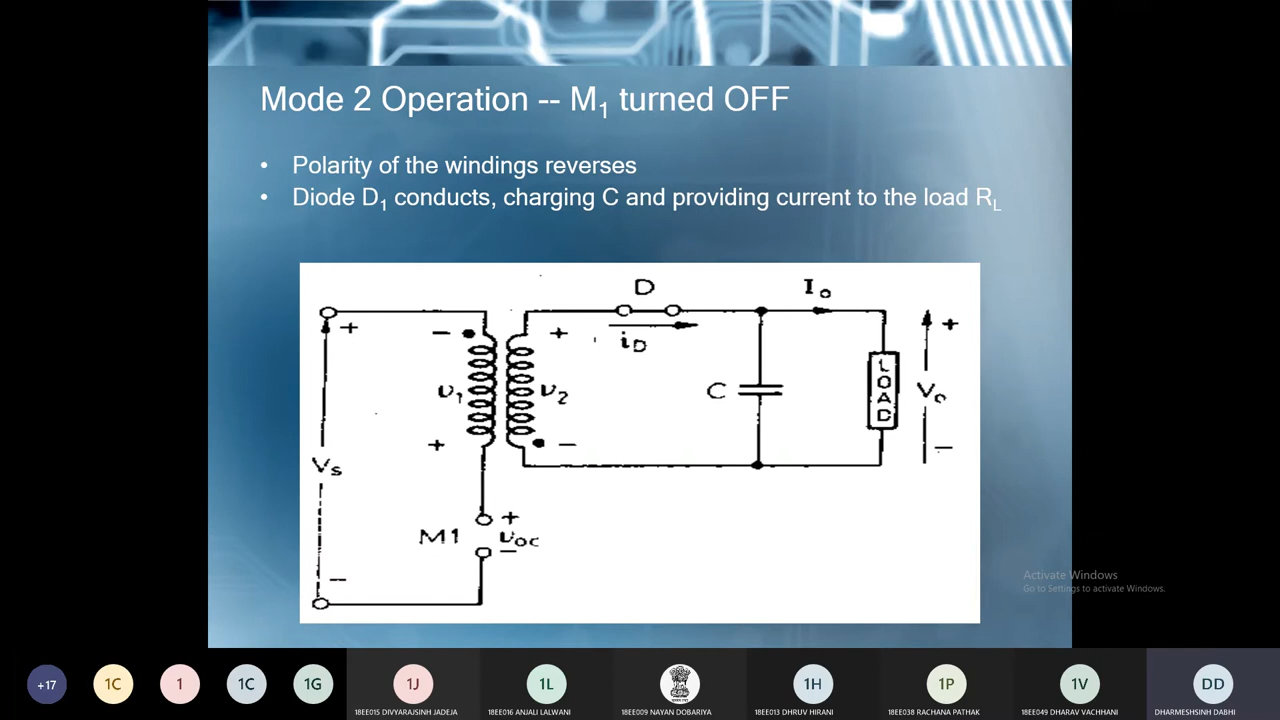 Mode 2 Operation -- M1 turned OFF
• Polarity of the windings reverses
• Diode D1 conducts, charging C and providing current to the load RL
D
Io
+
−
+
+
iD
υ1
υ2
C
LOAD
Vo
+
−
−
Vs
+
M1
υoc
−
−
Activate Windows
Go to Settings to activate Windows.
+17
1C
1
1C
1G
1J
1L
1H
1P
1V
DD
18EE015 DIVYARAJSINH JADEJA
18EE016 ANJALI LALWANI
18EE009 NAYAN DOBARIYA
18EE013 DHRUV HIRANI
18EE038 RACHANA PATHAK
18EE049 DHARAV VACHHANI
DHARMESHSINH DABHI